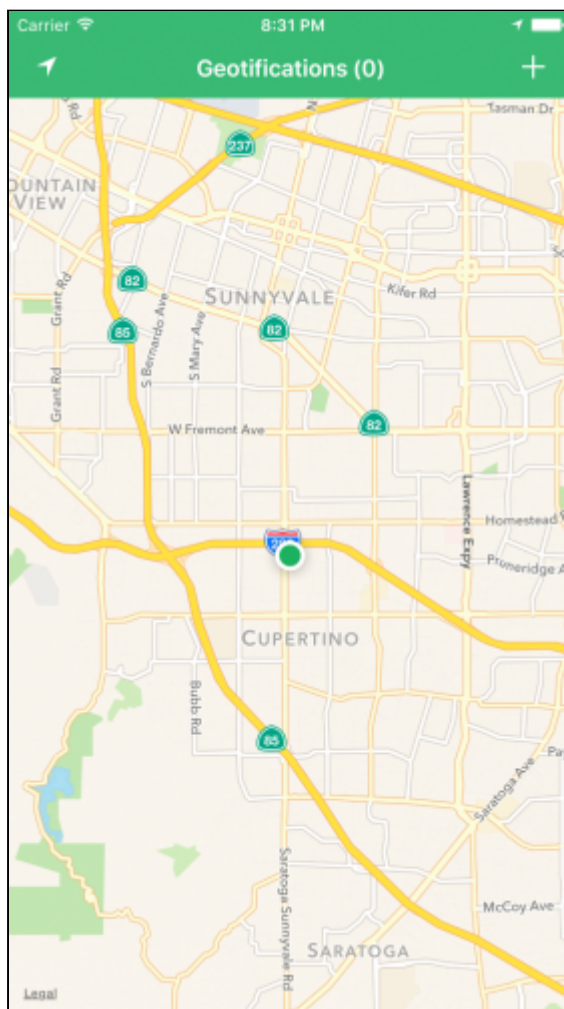 Carrier
8:31 PM
Geotifications (0)
Tasman Dr
237
OUNTAIN
VIEW
82
SUNNYVALE
Kifer Rd
Grant Rd
85
S Bernardo Ave
S Mary Ave
82
Grant Rd
W Fremont Ave
82
Lawrence Expy
Homestead
Pruneridge A
CUPERTINO
Bubb Rd
85
Saratoga Ave
Saratoga Sunnyvale Rd
McCoy Ave
SARATOGA
Legal